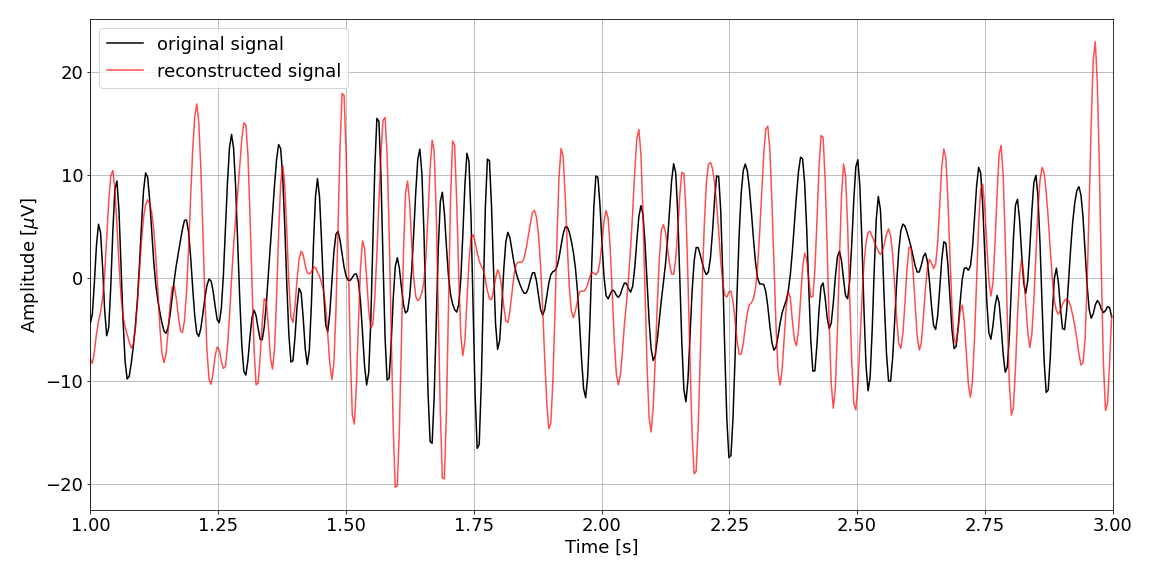 original signal
reconstructed signal
Amplitude [μV]
20
10
0
−10
−20
1.00 1.25 1.50 1.75 2.00 2.25 2.50 2.75 3.00
Time [s]